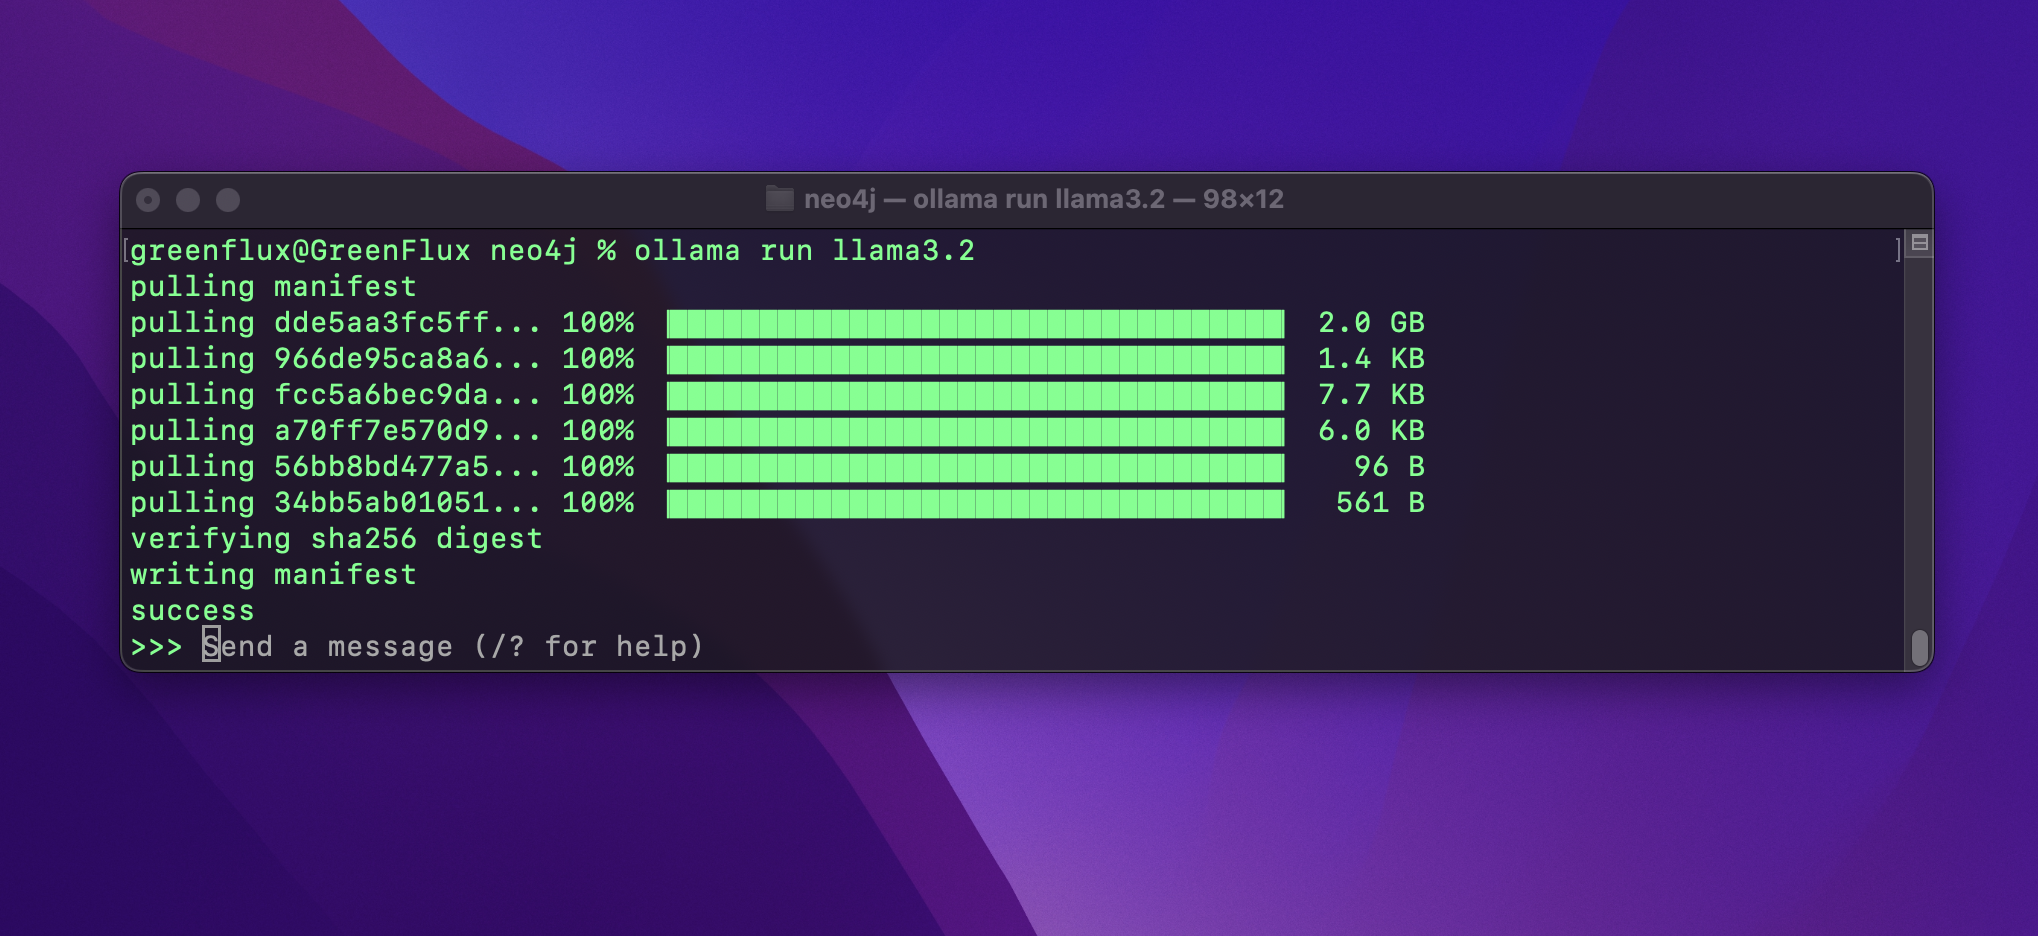 neo4j — ollama run llama3.2 — 98×12
[greenflux@GreenFlux neo4j % ollama run llama3.2 ]
pulling manifest
pulling dde5aa3fc5ff... 100% 2.0 GB
pulling 966de95ca8a6... 100% 1.4 KB
pulling fcc5a6bec9da... 100% 7.7 KB
pulling a70ff7e570d9... 100% 6.0 KB
pulling 56bb8bd477a5... 100% 96 B
pulling 34bb5ab01051... 100% 561 B
verifying sha256 digest
writing manifest
success
>>> Send a message (/? for help)